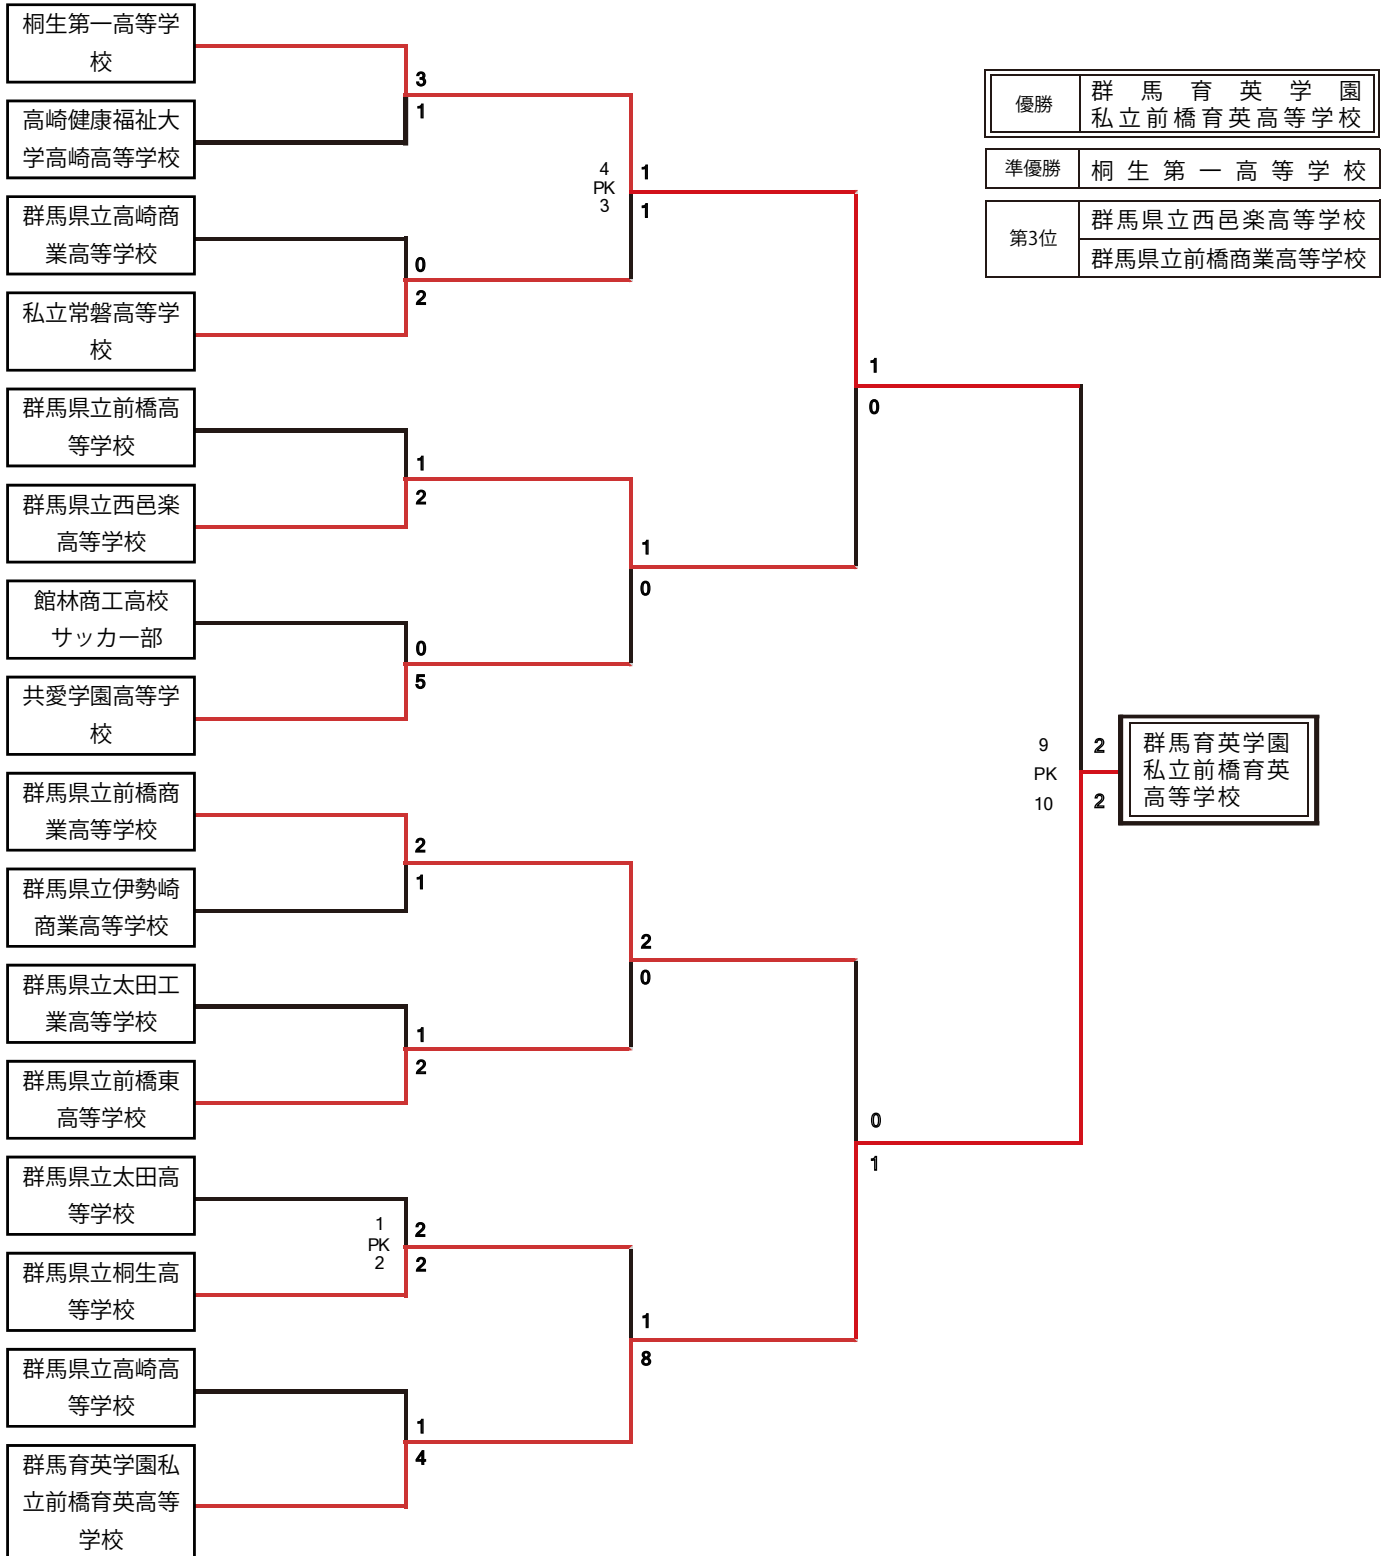 桐生第一高等学
校
高崎健康福祉大
学高崎高等学校
群馬県立高崎商
業高等学校
私立常磐高等学
校
群馬県立前橋高
等学校
群馬県立西邑楽
高等学校
館林商工高校
サッカー部
共愛学園高等学
校
群馬県立前橋商
業高等学校
群馬県立伊勢崎
商業高等学校
群馬県立太田工
業高等学校
群馬県立前橋東
高等学校
群馬県立太田高
等学校
群馬県立桐生高
等学校
群馬県立高崎高
等学校
群馬育英学園私
立前橋育英高等
学校
3
1
0
2
1
2
0
5
2
1
1
2
1
PK
2
2
2
1
4
4
PK
3
1
1
1
0
2
0
1
8
1
0
0
1
9
PK
10
2
2
群馬育英学園
私立前橋育英
高等学校
優勝
群馬育英学園
私立前橋育英高等学校
準優勝
桐生第一高等学校
第3位
群馬県立西邑楽高等学校
群馬県立前橋商業高等学校